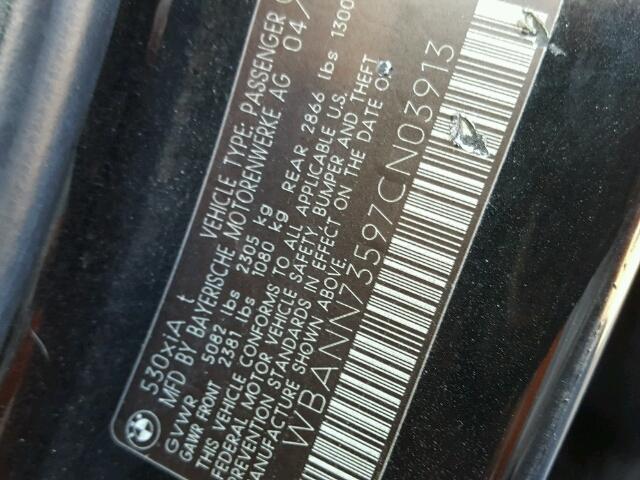 530xiA t VEHICLE TYPE: PASSENGER
MFD BY BAYERISCHE MOTORENWERKE AG 04/
GVWR 5082 lbs 2305 kg
GAWR FRONT 2381 lbs 1080 kg REAR 2866 lbs 1300
THIS VEHICLE CONFORMS TO ALL APPLICABLE U.S.
FEDERAL MOTOR VEHICLE SAFETY, BUMPER AND THEFT
PREVENTION STANDARDS IN EFFECT ON THE DATE OF
MANUFACTURE SHOWN ABOVE.
WBANN73597CN03913